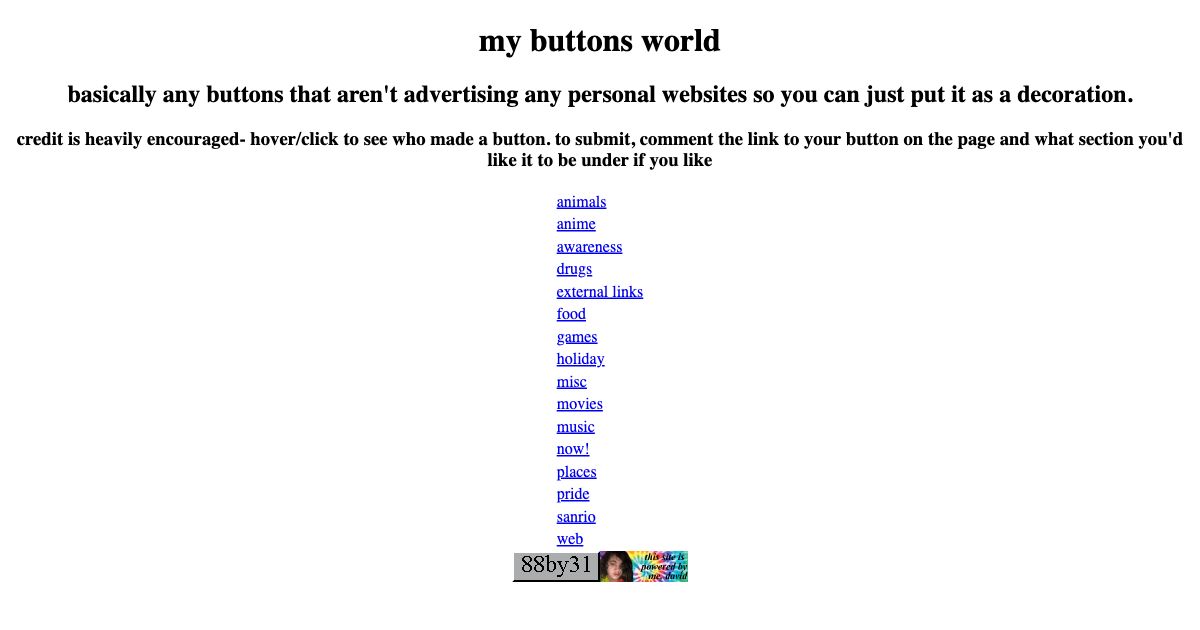 my buttons world
basically any buttons that aren't advertising any personal websites so you can just put it as a decoration.
credit is heavily encouraged- hover/click to see who made a button. to submit, comment the link to your button on the page and what section you'd
like it to be under if you like
animals
anime
awareness
drugs
external links
food
games
holiday
misc
movies
music
now!
places
pride
sanrio
web
88by31
this site is
powered by
me, david